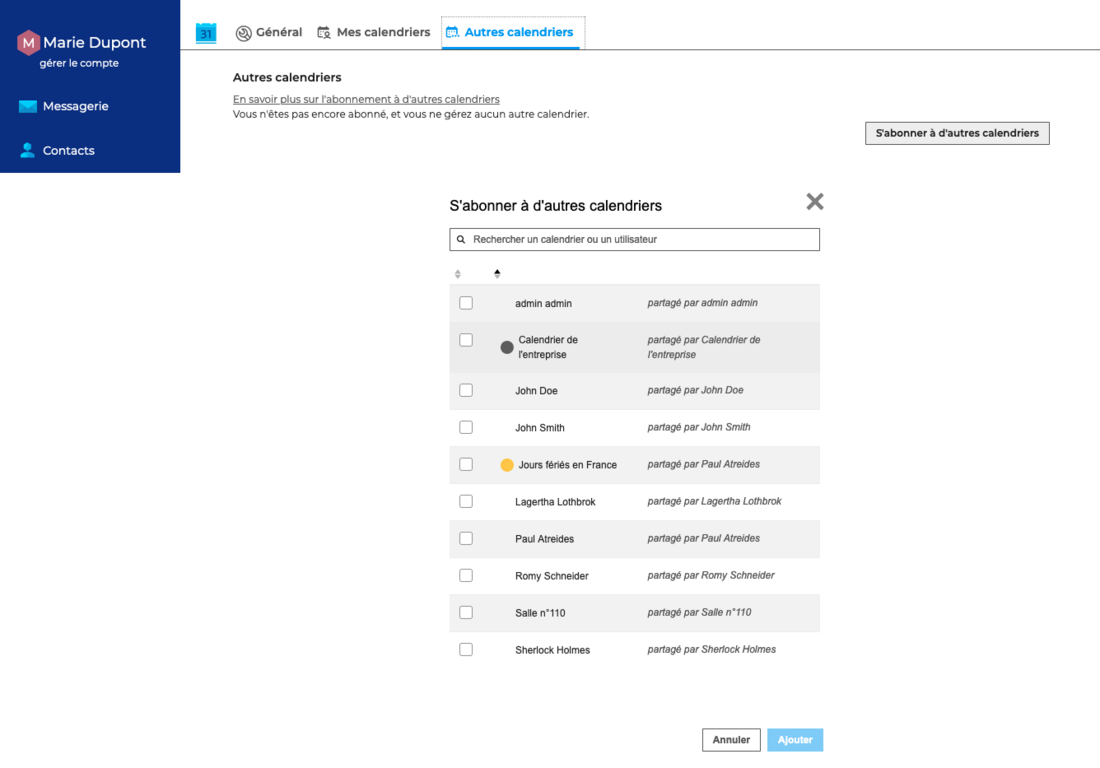 M Marie Dupont
gérer le compte
Messagerie
Contacts
31
Général
Mes calendriers
Autres calendriers
Autres calendriers
En savoir plus sur l'abonnement à d'autres calendriers
Vous n'êtes pas encore abonné, et vous ne gérez aucun autre calendrier.
S'abonner à d'autres calendriers
S'abonner à d'autres calendriers
Rechercher un calendrier ou un utilisateur
admin admin
partagé par admin admin
Calendrier de
l'entreprise
partagé par Calendrier de
l'entreprise
John Doe
partagé par John Doe
John Smith
partagé par John Smith
Jours fériés en France
partagé par Paul Atreides
Lagertha Lothbrok
partagé par Lagertha Lothbrok
Paul Atreides
partagé par Paul Atreides
Romy Schneider
partagé par Romy Schneider
Salle n°110
partagé par Salle n°110
Sherlock Holmes
partagé par Sherlock Holmes
Annuler
Ajouter